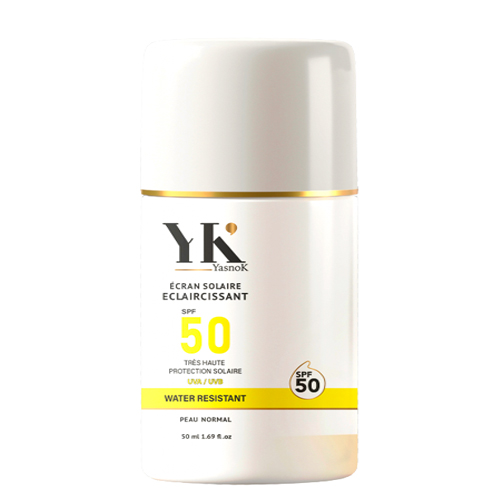 YK
YasnoK
ÉCRAN SOLAIRE
ECLAIRCISSANT
SPF
50
TRÈS HAUTE
PROTECTION SOLAIRE
UVA / UVB
SPF
50
WATER RESISTANT
PEAU NORMAL
50 ml 1.69 fl.oz